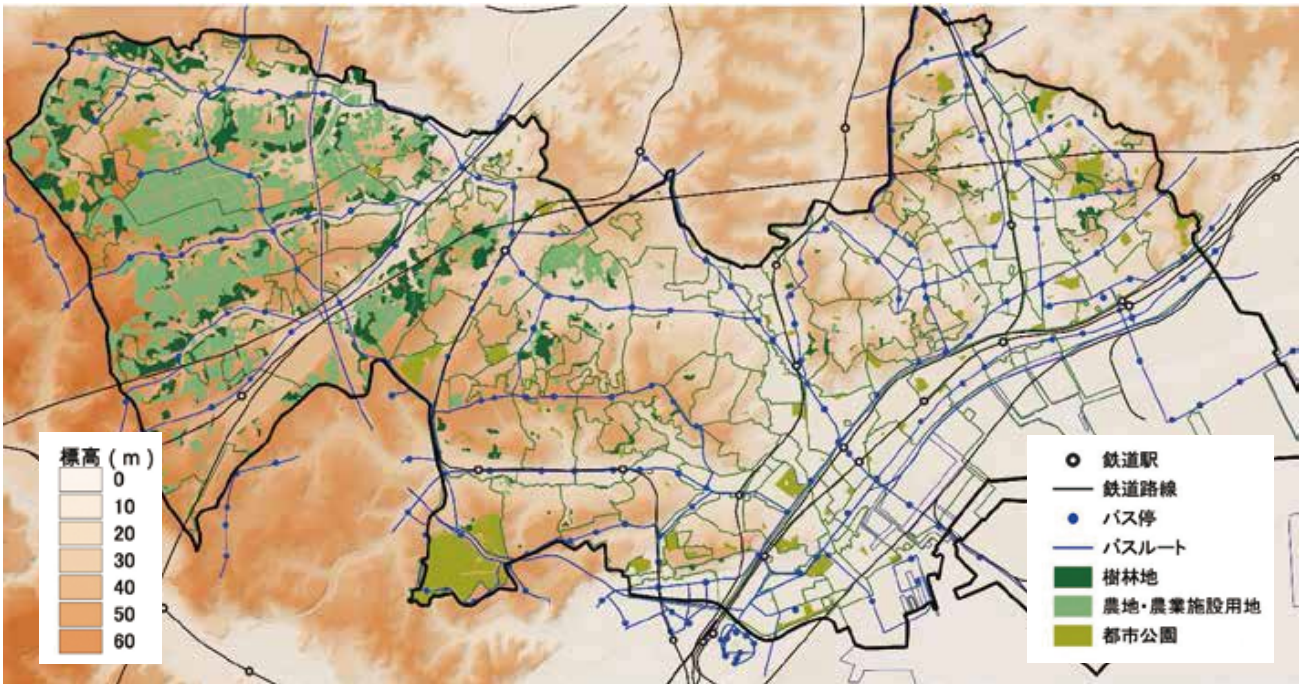 標高 ( m )
0
10
20
30
40
50
60
鉄道駅
鉄道路線
バス停
バスルート
樹林地
農地・農業施設用地
都市公園